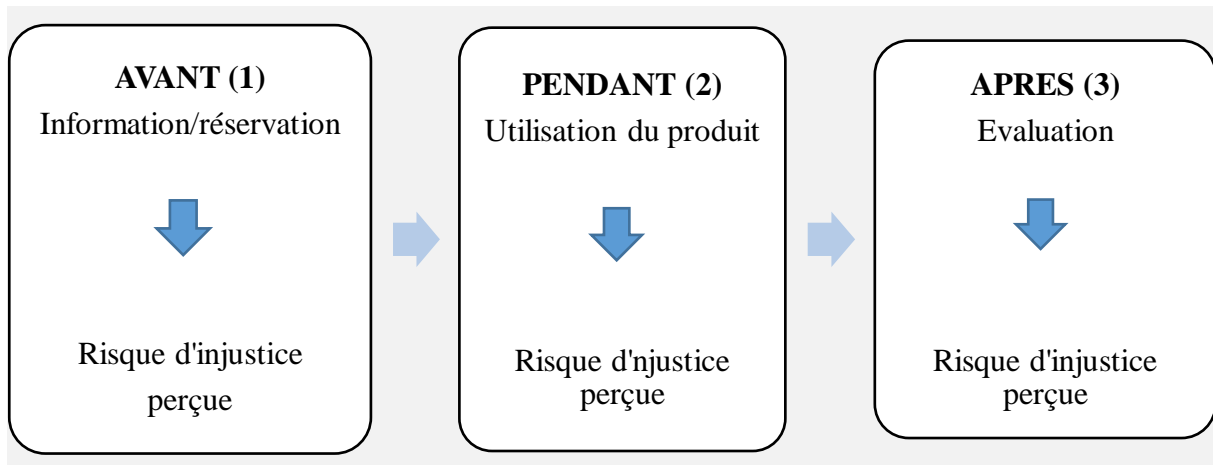 AVANT (1)
Information/réservation
Risque d'injustice
perçue
PENDANT (2)
Utilisation du produit
Risque d'njustice
perçue
APRES (3)
Evaluation
Risque d'injustice
perçue